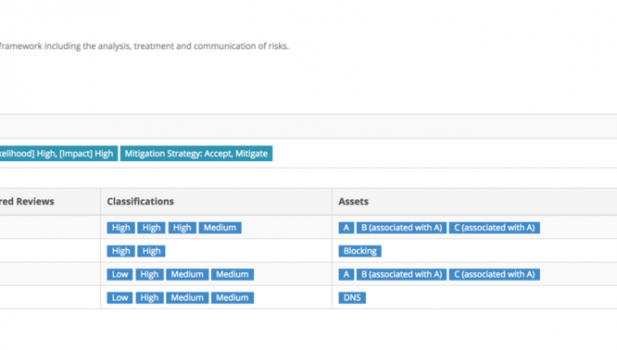 framework including the analysis, treatment and communication of risks.
elihood] High, [Impact] High Mitigation Strategy: Accept, Mitigate
red Reviews Classifications Assets
High High High Medium A B (associated with A) C (associated with A)
High High Blocking
Low High Medium Medium A B (associated with A) C (associated with A)
Low High Medium Medium DNS